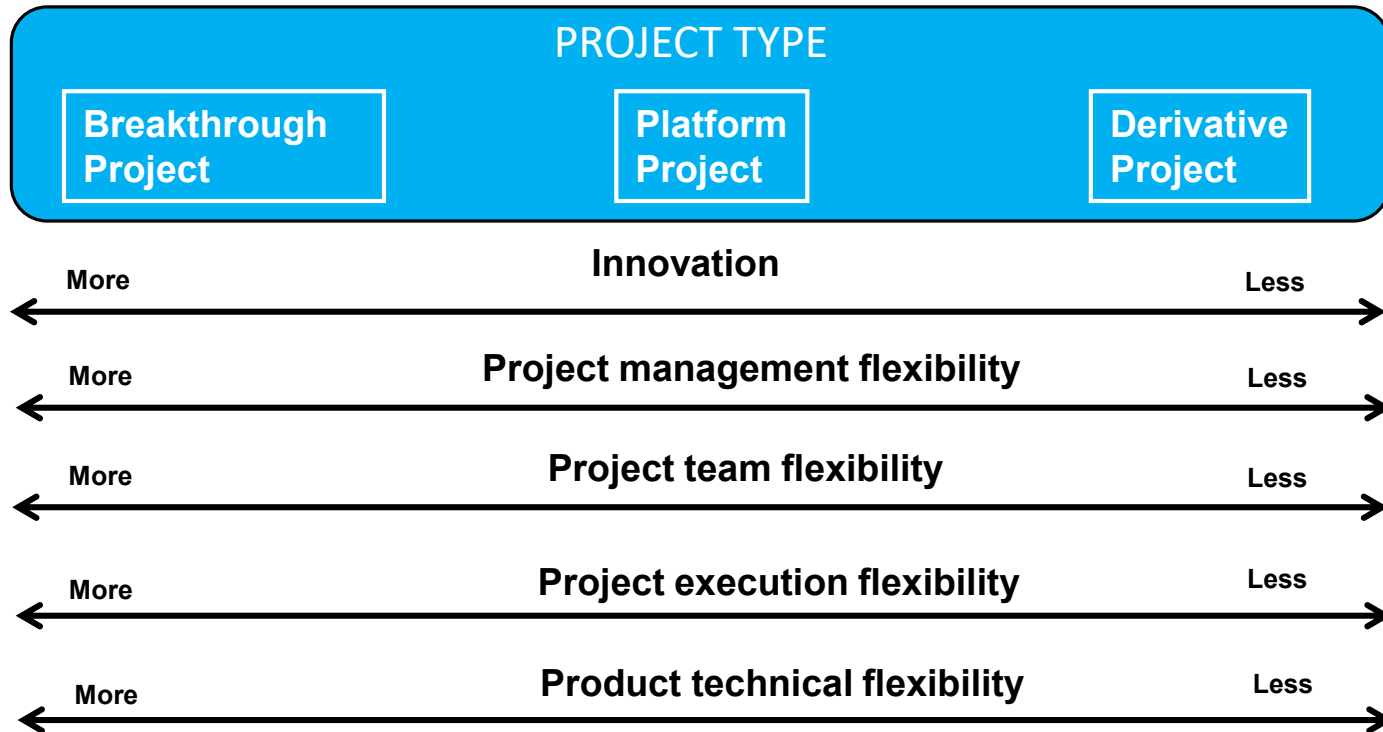 PROJECT TYPE
Breakthrough
Project
Platform
Project
Derivative
Project
Innovation
More
Less
Project management flexibility
More
Less
Project team flexibility
More
Less
Project execution flexibility
More
Less
Product technical flexibility
More
Less